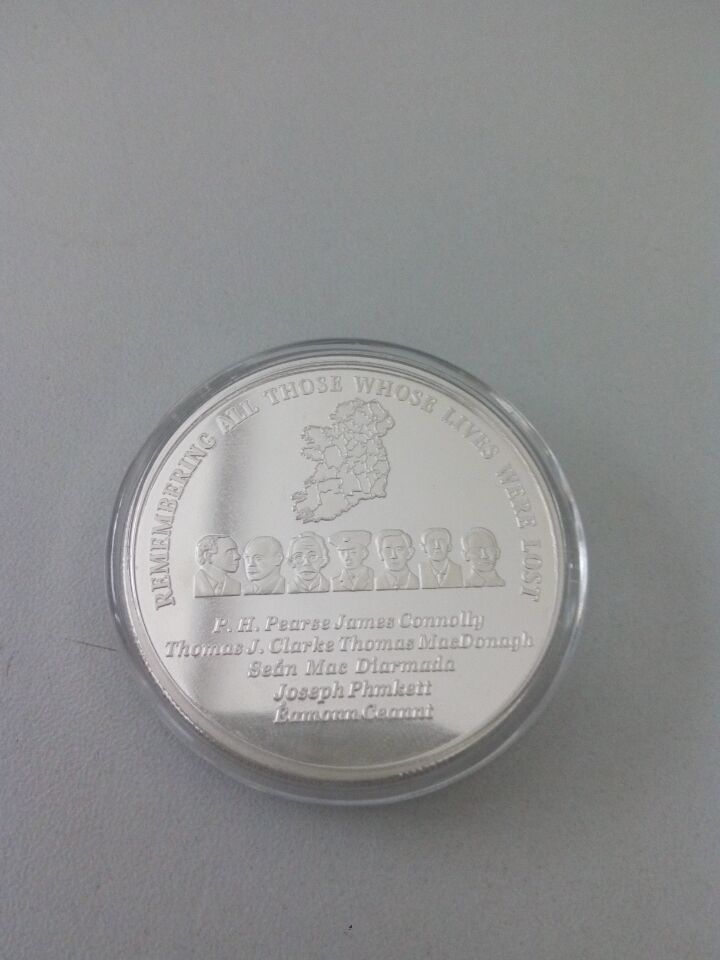 REMEMBERING ALL THOSE WHOSE LIVES WERE LOST
P. H. Pearse James Connolly
Thomas J. Clarke Thomas MacDonagh
Seán Mac Diarmada
Joseph Phmkett
Éamonn Ceannt